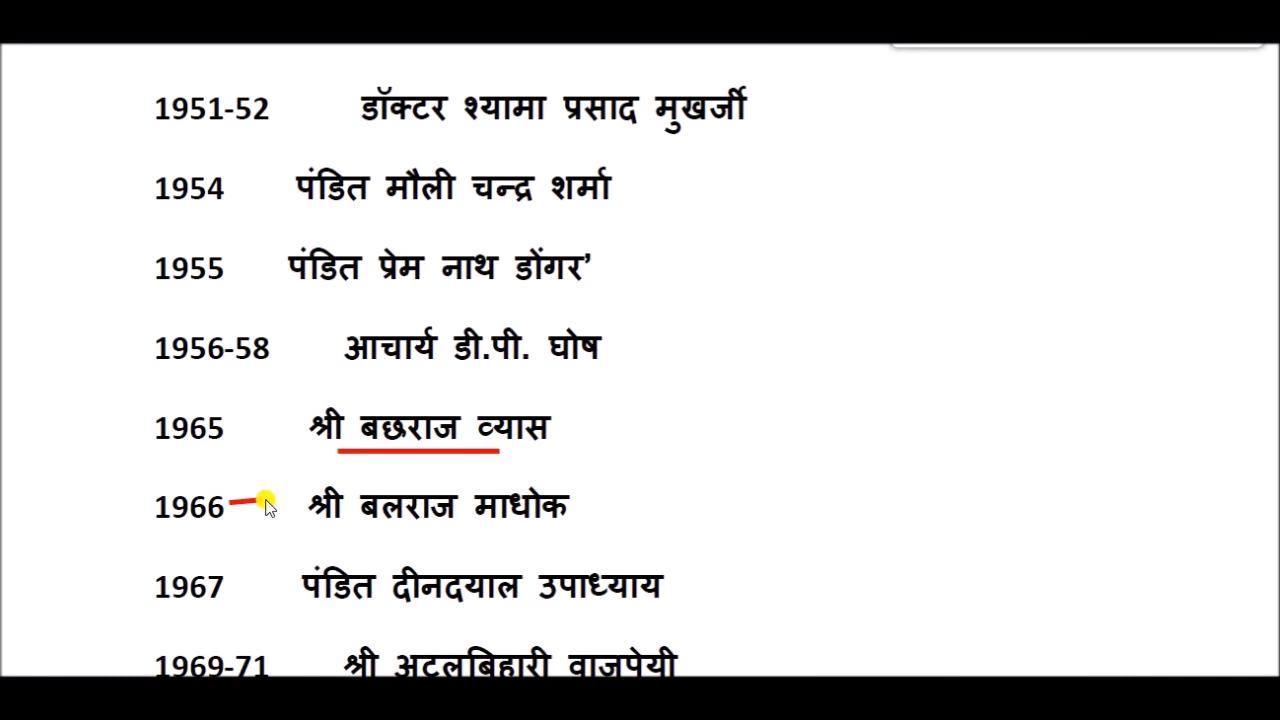 1951-52 डॉक्टर श्यामा प्रसाद मुखर्जी
1954 पंडित मौली चन्द्र शर्मा
1955 पंडित प्रेम नाथ डोंगर’
1956-58 आचार्य डी.पी. घोष
1965 श्री बछराज व्यास
1966 श्री बलराज माधोक
1967 पंडित दीनदयाल उपाध्याय
1969-71 श्री अटलबिहारी वाजपेयी